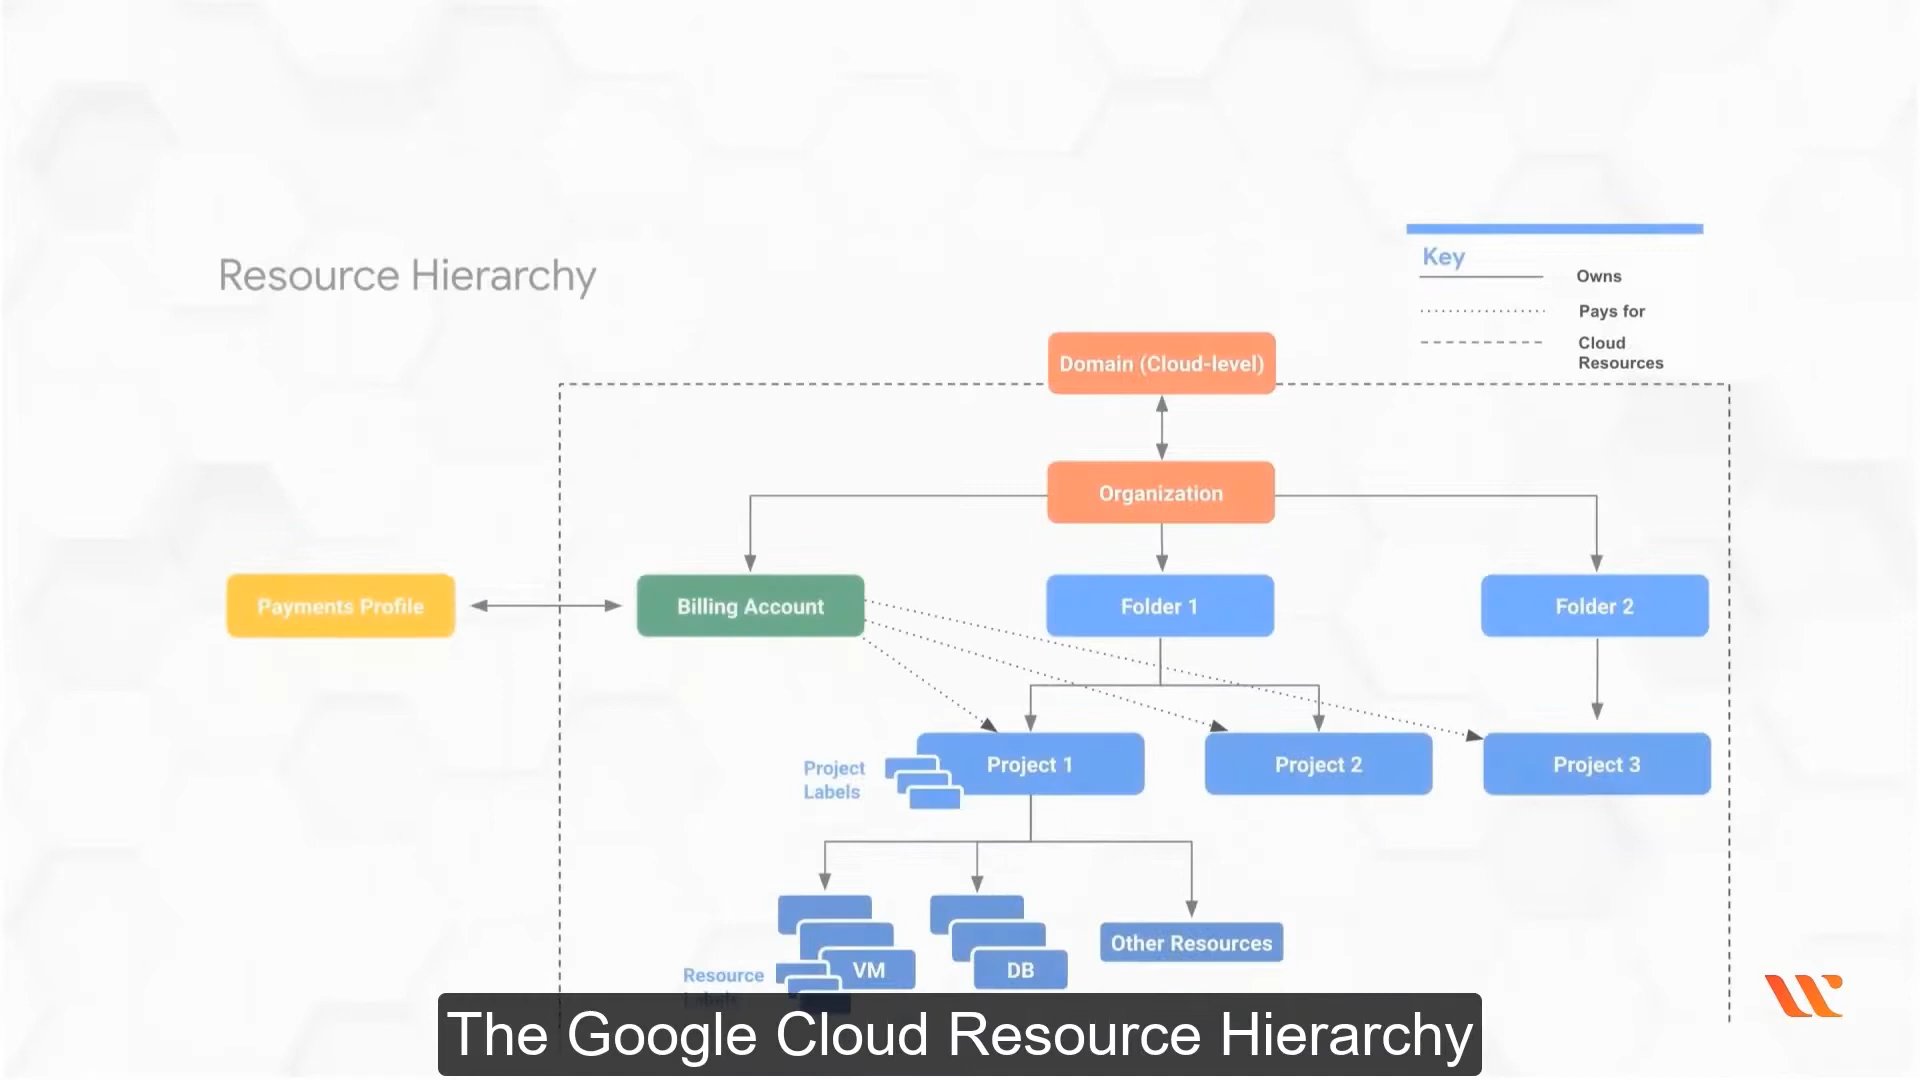 Resource Hierarchy
Key
Owns
Pays for
Cloud
Resources
Domain (Cloud-level)
Organization
Payments Profile
Billing Account
Folder 1
Folder 2
Project
Labels
Project 1
Project 2
Project 3
Other Resources
Resource
Labels
VM
DB
The Google Cloud Resource Hierarchy